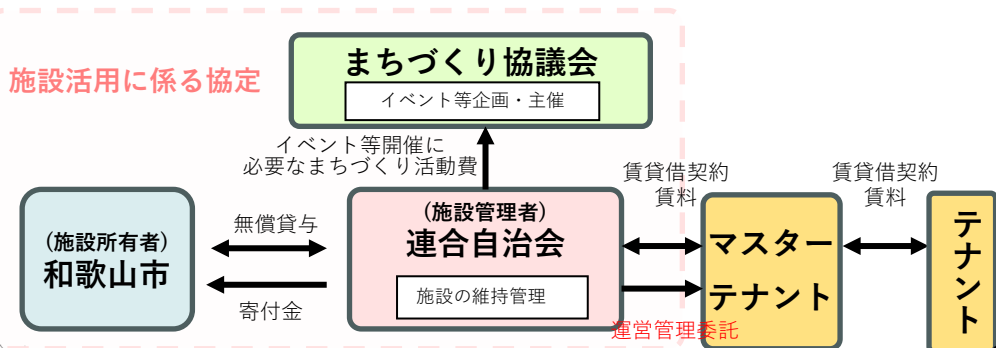 施設活用に係る協定
まちづくり協議会
イベント等企画・主催
イベント等開催に
必要なまちづくり活動費
(施設所有者)
和歌山市
無償貸与
寄付金
(施設管理者)
連合自治会
施設の維持管理
賃貸借契約
賃料
運営管理委託
マスター
テナント
賃貸借契約
賃料
テナント